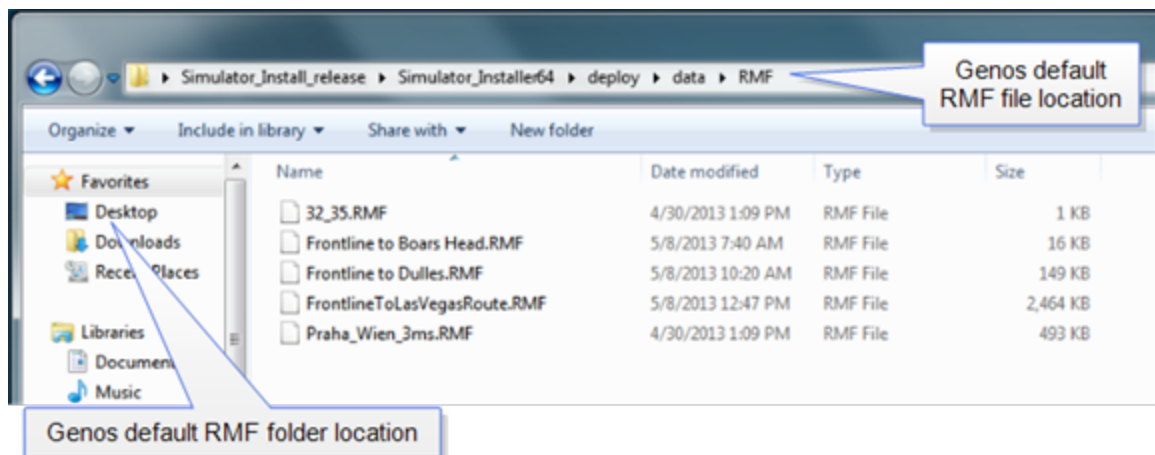 Simulator_Install_release ▸ Simulator_Installer64 ▸ deploy ▸ data ▸ RMF
Genos default
RMF file location
Organize ▾ Include in library ▾ Share with ▾ New folder
Favorites
Desktop
Downloads
Recent Places
Libraries
Document
Music
Name Date modified Type Size
32_35.RMF 4/30/2013 1:09 PM RMF File 1 KB
Frontline to Boars Head.RMF 5/8/2013 7:40 AM RMF File 16 KB
Frontline to Dulles.RMF 5/8/2013 10:20 AM RMF File 149 KB
FrontlineToLasVegasRoute.RMF 5/8/2013 12:47 PM RMF File 2,464 KB
Praha_Wien_3ms.RMF 4/30/2013 1:09 PM RMF File 493 KB
Genos default RMF folder location